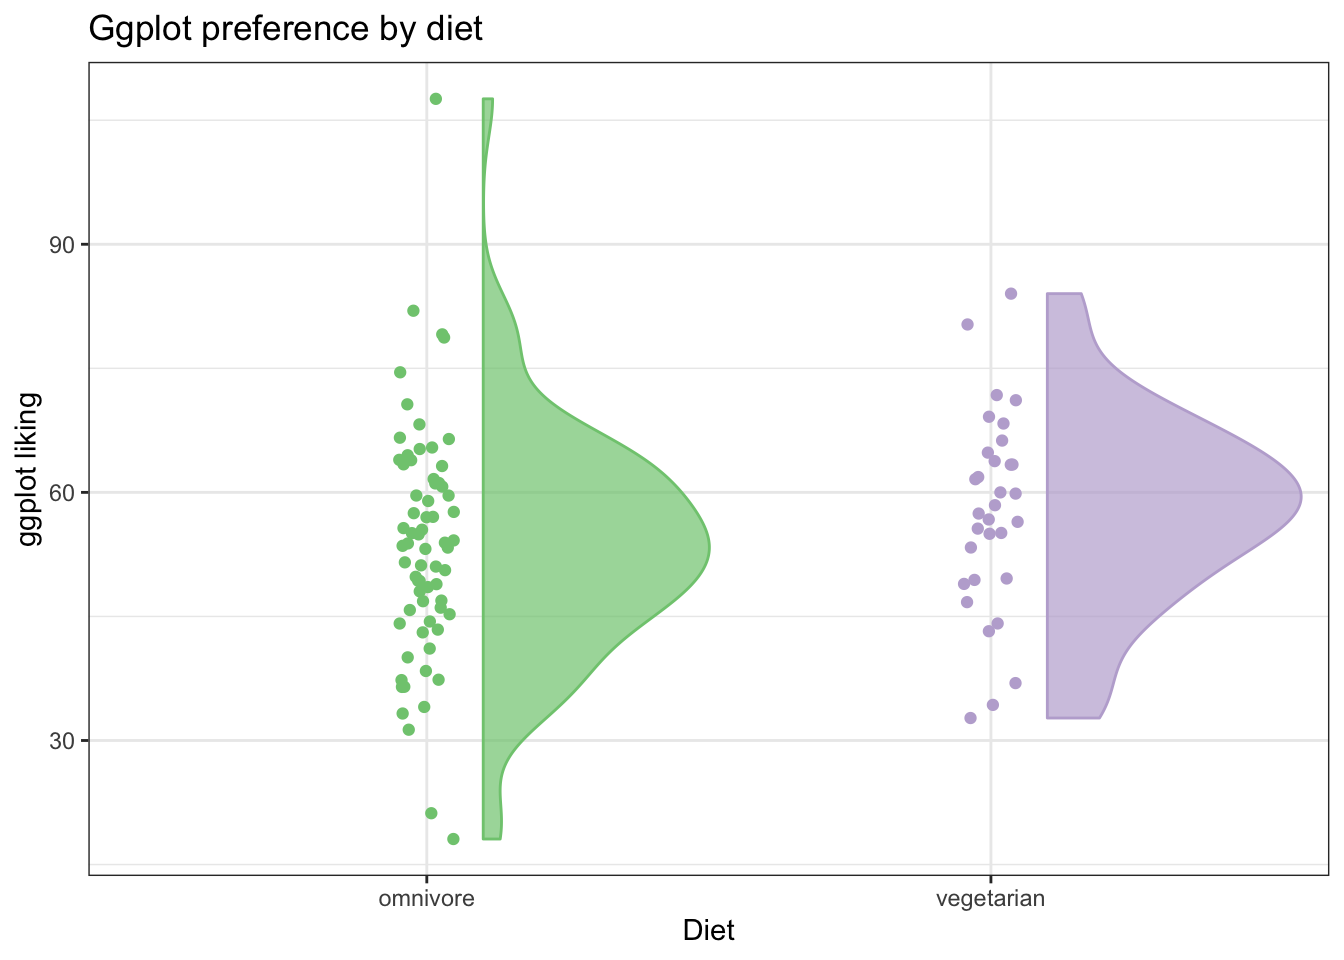 Ggplot preference by diet
ggplot liking
90
60
30
omnivore
vegetarian
Diet